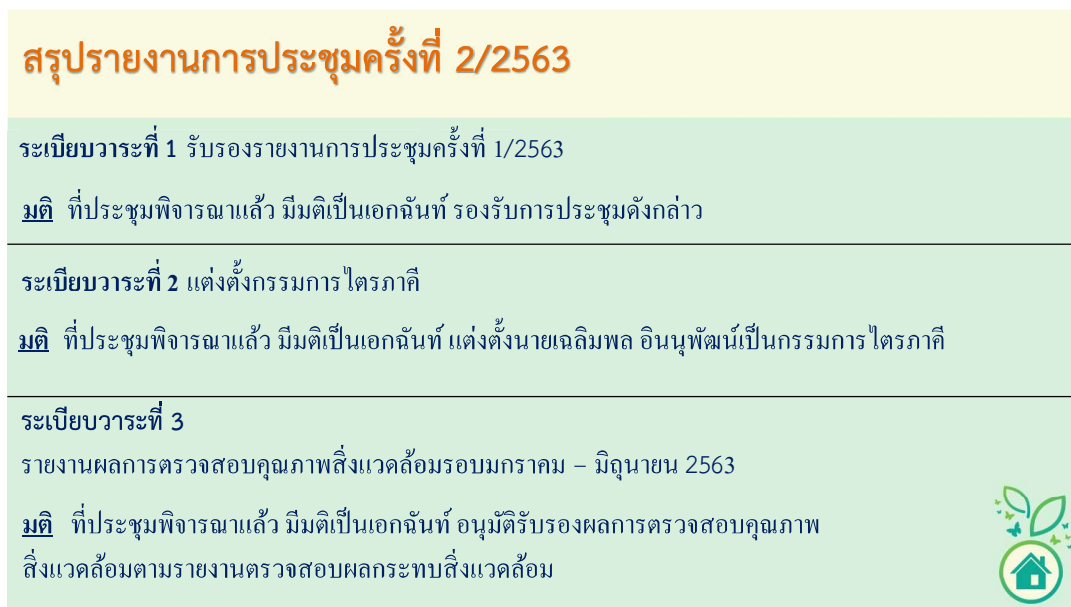 สรุปรายงานการประชุมครั้งที่ 2/2563
ระเบียบวาระที่ 1 รับรองรายงานการประชุมครั้งที่ 1/2563
มติ ที่ประชุมพิจารณาแล้ว มีมติเป็นเอกฉันท์ รองรับการประชุมดังกล่าว
ระเบียบวาระที่ 2 แต่งตั้งกรรมการไตรภาคี
มติ ที่ประชุมพิจารณาแล้ว มีมติเป็นเอกฉันท์ แต่งตั้งนายเฉลิมพล อินนุพัฒน์เป็นกรรมการไตรภาคี
ระเบียบวาระที่ 3
รายงานผลการตรวจสอบคุณภาพสิ่งแวดล้อมรอบมกราคม – มิถุนายน 2563
มติ ที่ประชุมพิจารณาแล้ว มีมติเป็นเอกฉันท์ อนุมัติรับรองผลการตรวจสอบคุณภาพ
สิ่งแวดล้อมตามรายงานตรวจสอบผลกระทบสิ่งแวดล้อม